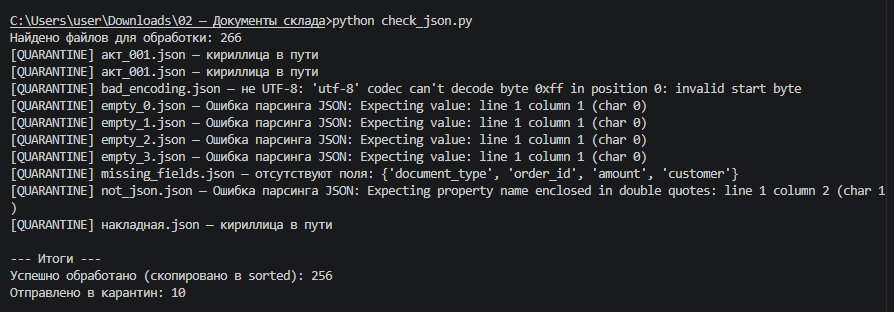 C:\Users\user\Downloads\02 — Документы склада>python check_json.py
Найдено файлов для обработки: 266
[QUARANTINE] акт_001.json — кириллица в пути
[QUARANTINE] акт_001.json — кириллица в пути
[QUARANTINE] bad_encoding.json — не UTF-8: 'utf-8' codec can't decode byte 0xff in position 0: invalid start byte
[QUARANTINE] empty_0.json — Ошибка парсинга JSON: Expecting value: line 1 column 1 (char 0)
[QUARANTINE] empty_1.json — Ошибка парсинга JSON: Expecting value: line 1 column 1 (char 0)
[QUARANTINE] empty_2.json — Ошибка парсинга JSON: Expecting value: line 1 column 1 (char 0)
[QUARANTINE] empty_3.json — Ошибка парсинга JSON: Expecting value: line 1 column 1 (char 0)
[QUARANTINE] missing_fields.json — отсутствуют поля: {'document_type', 'order_id', 'amount', 'customer'}
[QUARANTINE] not_json.json — Ошибка парсинга JSON: Expecting property name enclosed in double quotes: line 1 column 2 (char 1
)
[QUARANTINE] накладная.json — кириллица в пути
--- Итоги ---
Успешно обработано (скопировано в sorted): 256
Отправлено в карантин: 10